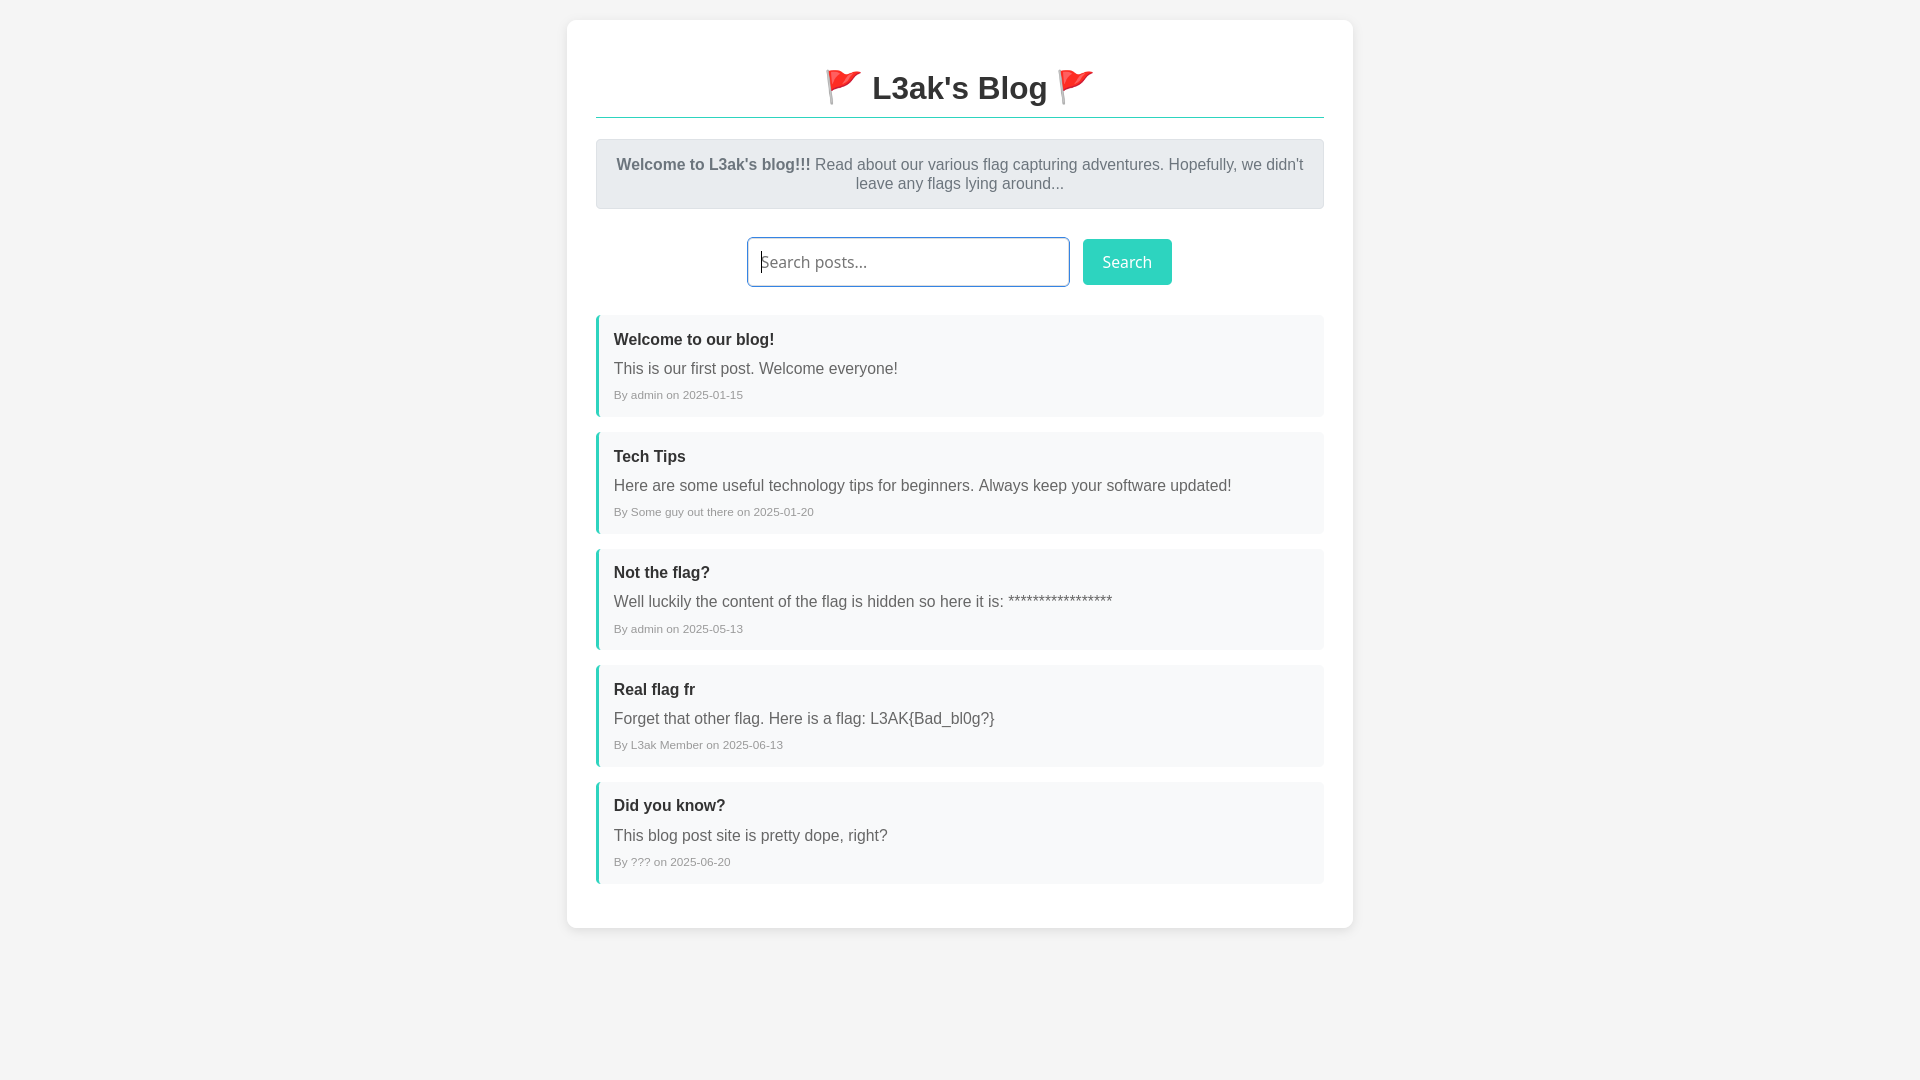 🚩 L3ak's Blog 🚩
Welcome to L3ak's blog!!! Read about our various flag capturing adventures. Hopefully, we didn't
leave any flags lying around...
Search posts...
Search
Welcome to our blog!
This is our first post. Welcome everyone!
By admin on 2025-01-15
Tech Tips
Here are some useful technology tips for beginners. Always keep your software updated!
By Some guy out there on 2025-01-20
Not the flag?
Well luckily the content of the flag is hidden so here it is: *****************
By admin on 2025-05-13
Real flag fr
Forget that other flag. Here is a flag: L3AK{Bad_bl0g?}
By L3ak Member on 2025-06-13
Did you know?
This blog post site is pretty dope, right?
By ??? on 2025-06-20